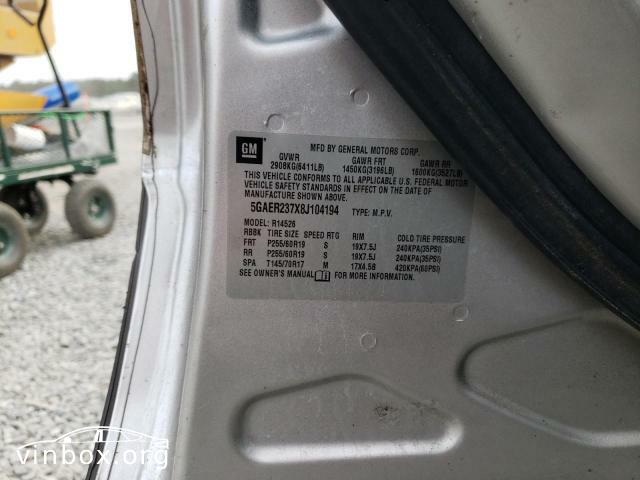 GM
MFD BY GENERAL MOTORS CORP.
GVWR GAWR FRT GAWR RR
2908KG(6411LB) 1450KG(3196LB) 1600KG(3527LB)
THIS VEHICLE CONFORMS TO ALL APPLICABLE U.S. FEDERAL MOTOR
VEHICLE SAFETY STANDARDS IN EFFECT ON THE DATE OF
MANUFACTURE SHOWN ABOVE.
5GAER237X8J104194 TYPE: M.P.V.
MODEL: R14526
RBBK TIRE SIZE SPEED RTG RIM COLD TIRE PRESSURE
FRT P255/60R19 S 19X7.5J 240KPA(35PSI)
RR P255/60R19 S 19X7.5J 240KPA(35PSI)
SPA T145/70R17 M 17X4.5B 420KPA(60PSI)
SEE OWNER'S MANUAL FOR MORE INFORMATION.
vinbox.org